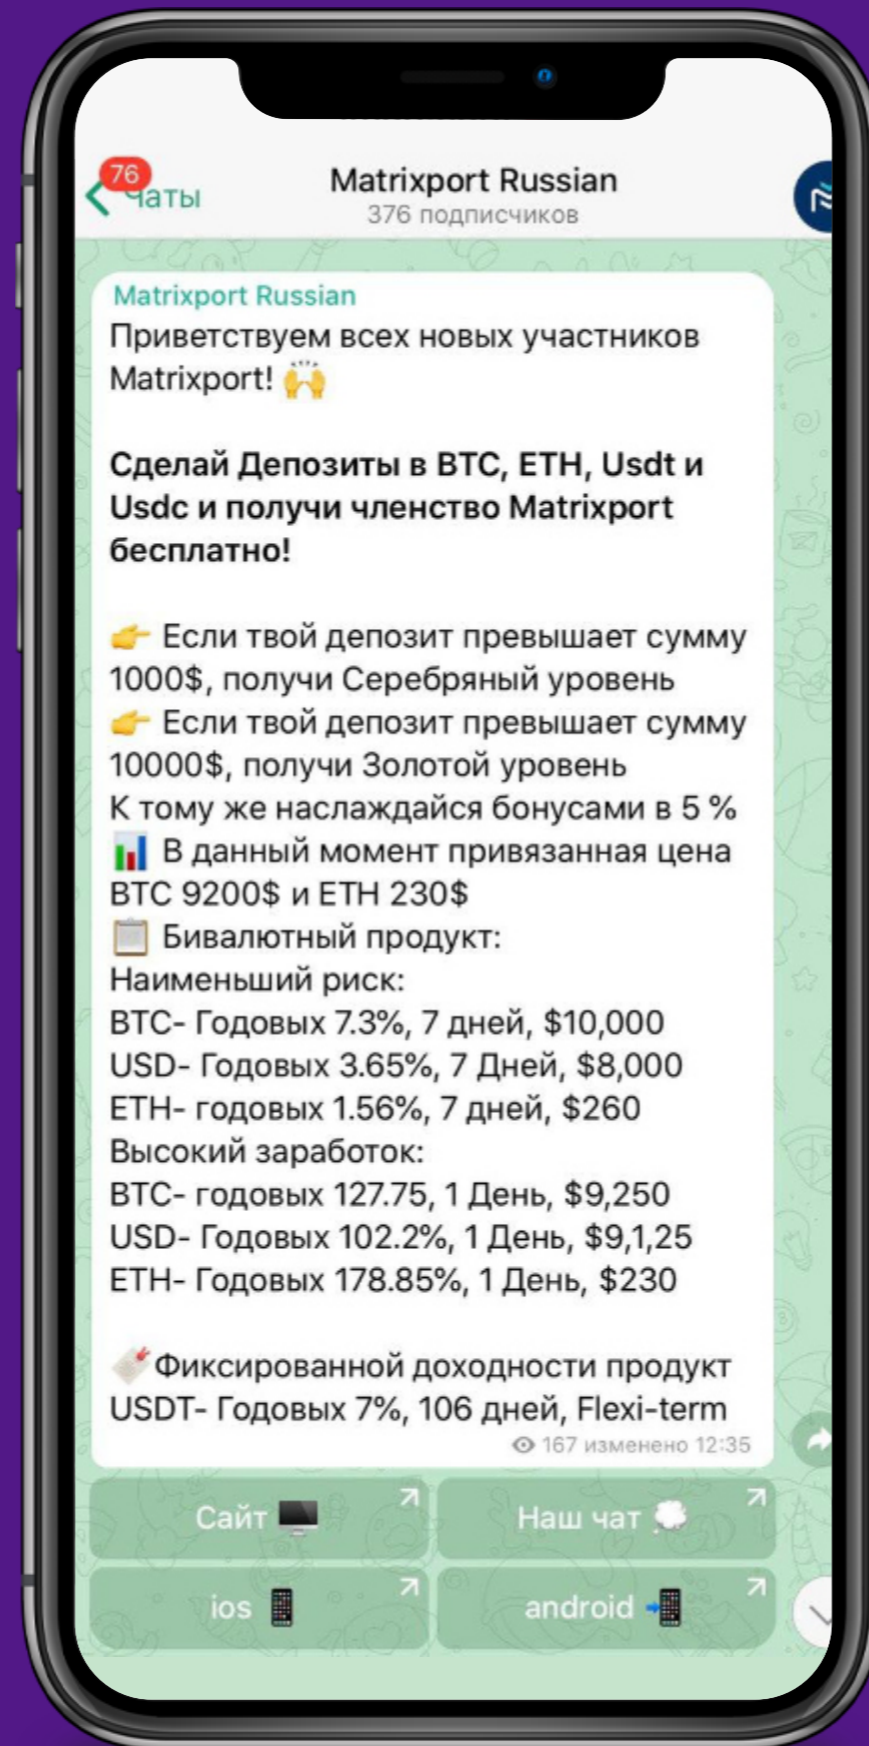 76
Чаты
Matrixport Russian
376 подписчиков
Matrixport Russian
Приветствуем всех новых участников
Matrixport! 🙌
Сделай Депозиты в BTC, ETH, Usdt и
Usdc и получи членство Matrixport
бесплатно!
👉 Если твой депозит превышает сумму
1000$, получи Серебряный уровень
👉 Если твой депозит превышает сумму
10000$, получи Золотой уровень
К тому же наслаждайся бонусами в 5 %
📊 В данный момент привязанная цена
BTC 9200$ и ETH 230$
📋 Бивалютный продукт:
Наименьший риск:
BTC- Годовых 7.3%, 7 дней, $10,000
USD- Годовых 3.65%, 7 Дней, $8,000
ETH- годовых 1.56%, 7 дней, $260
Высокий заработок:
BTC- годовых 127.75, 1 День, $9,250
USD- Годовых 102.2%, 1 День, $9,1,25
ETH- Годовых 178.85%, 1 День, $230
Фиксированной доходности продукт
USDT- Годовых 7%, 106 дней, Flexi-term
167 изменено 12:35
Сайт 🖥 Наш чат 💭
ios 📱 android 📲